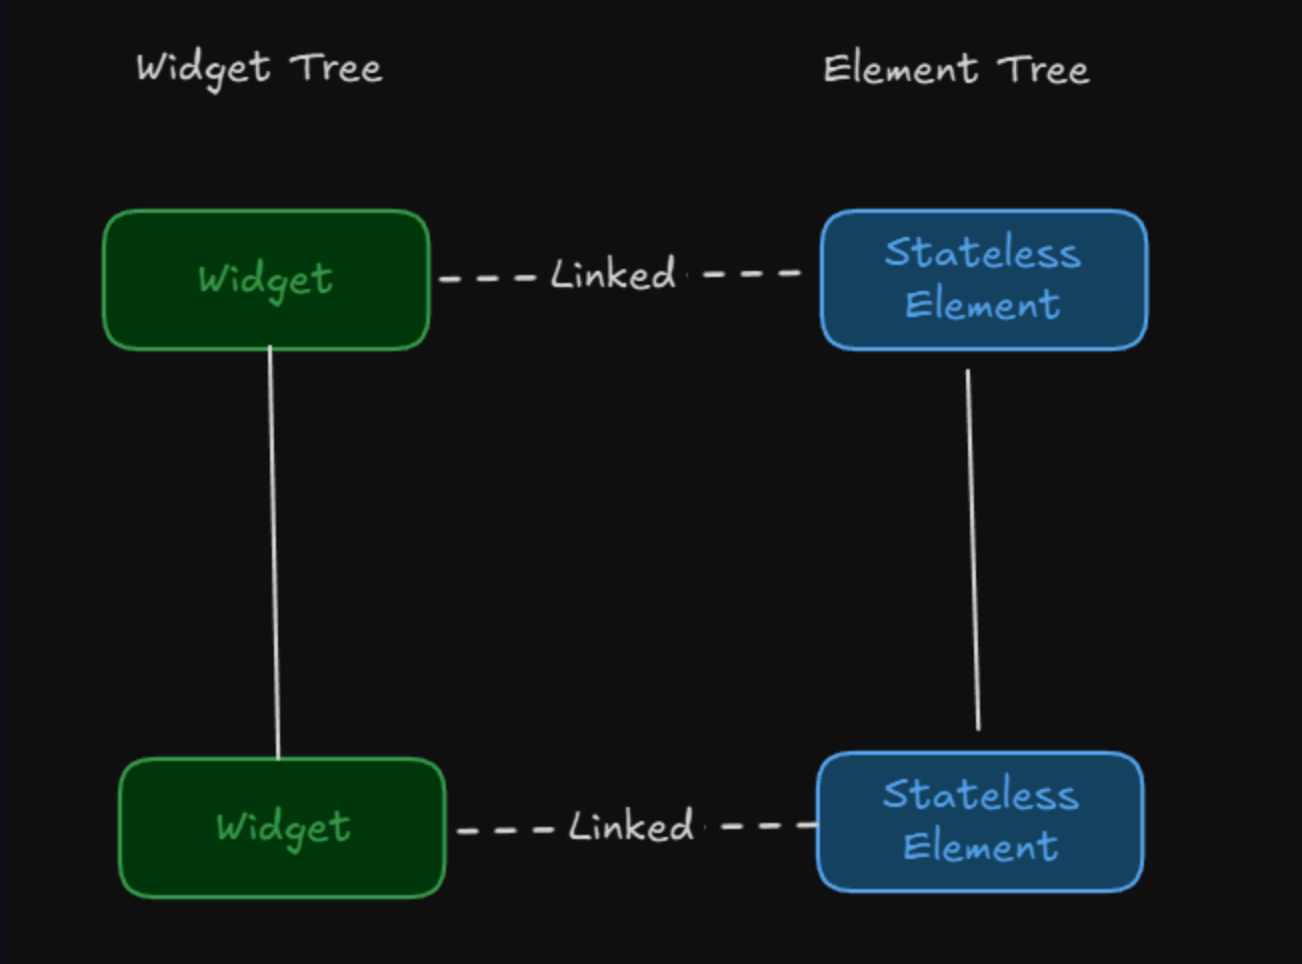 Widget Tree
Element Tree
Widget
Linked
Stateless
Element
Widget
Linked
Stateless
Element